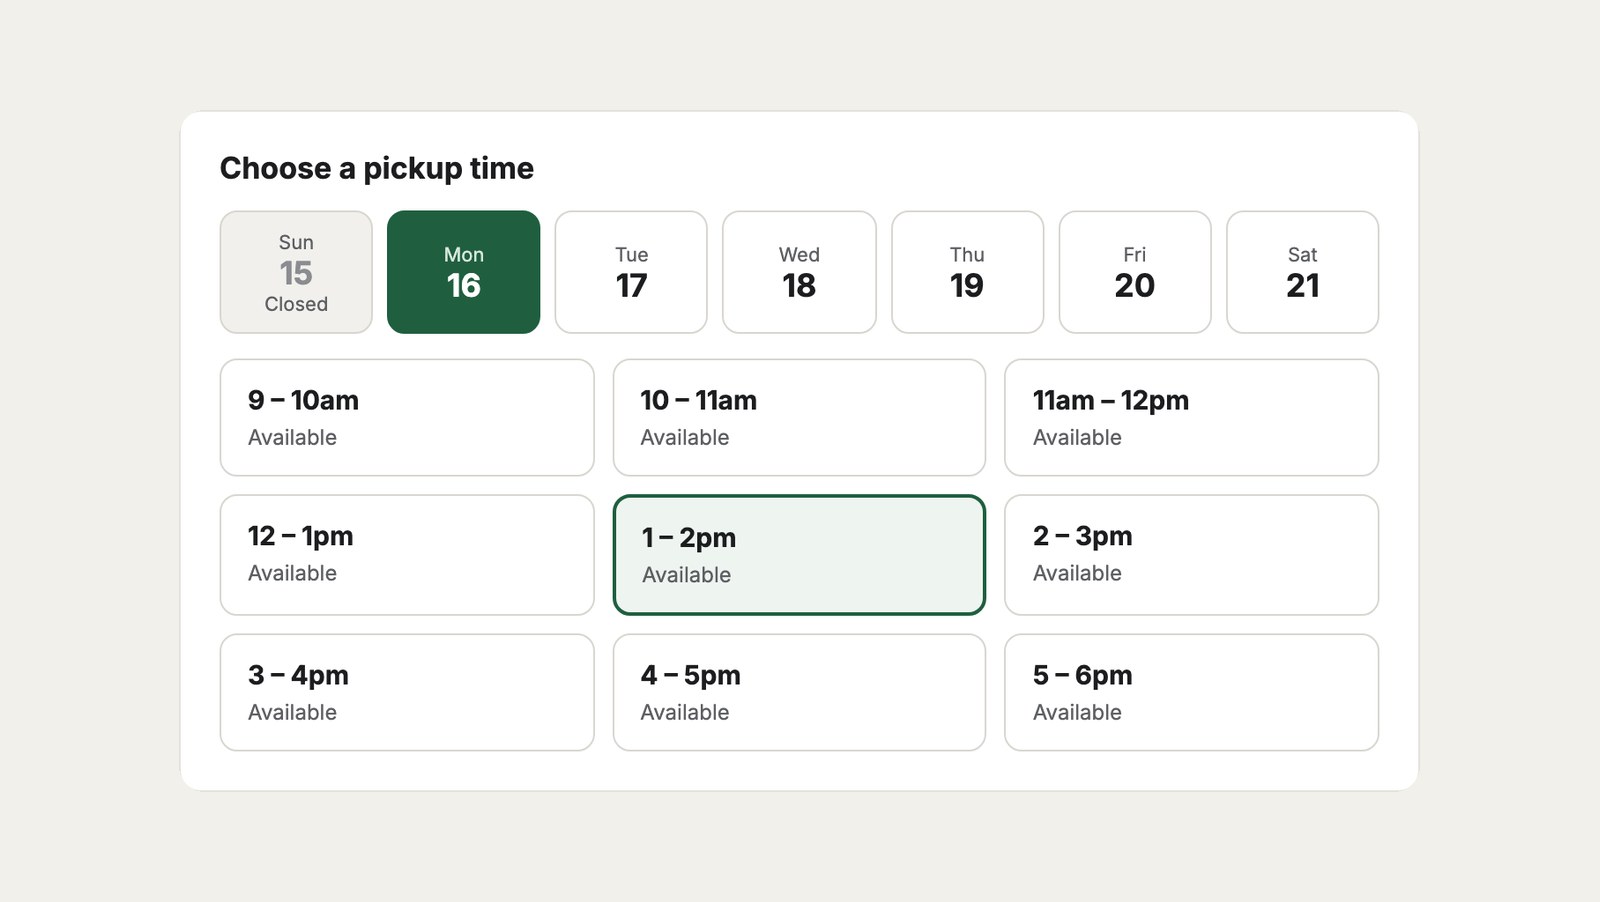 Choose a pickup time
Sun
15
Closed
Mon
16
Tue
17
Wed
18
Thu
19
Fri
20
Sat
21
9 – 10am
Available
10 – 11am
Available
11am – 12pm
Available
12 – 1pm
Available
1 – 2pm
Available
2 – 3pm
Available
3 – 4pm
Available
4 – 5pm
Available
5 – 6pm
Available